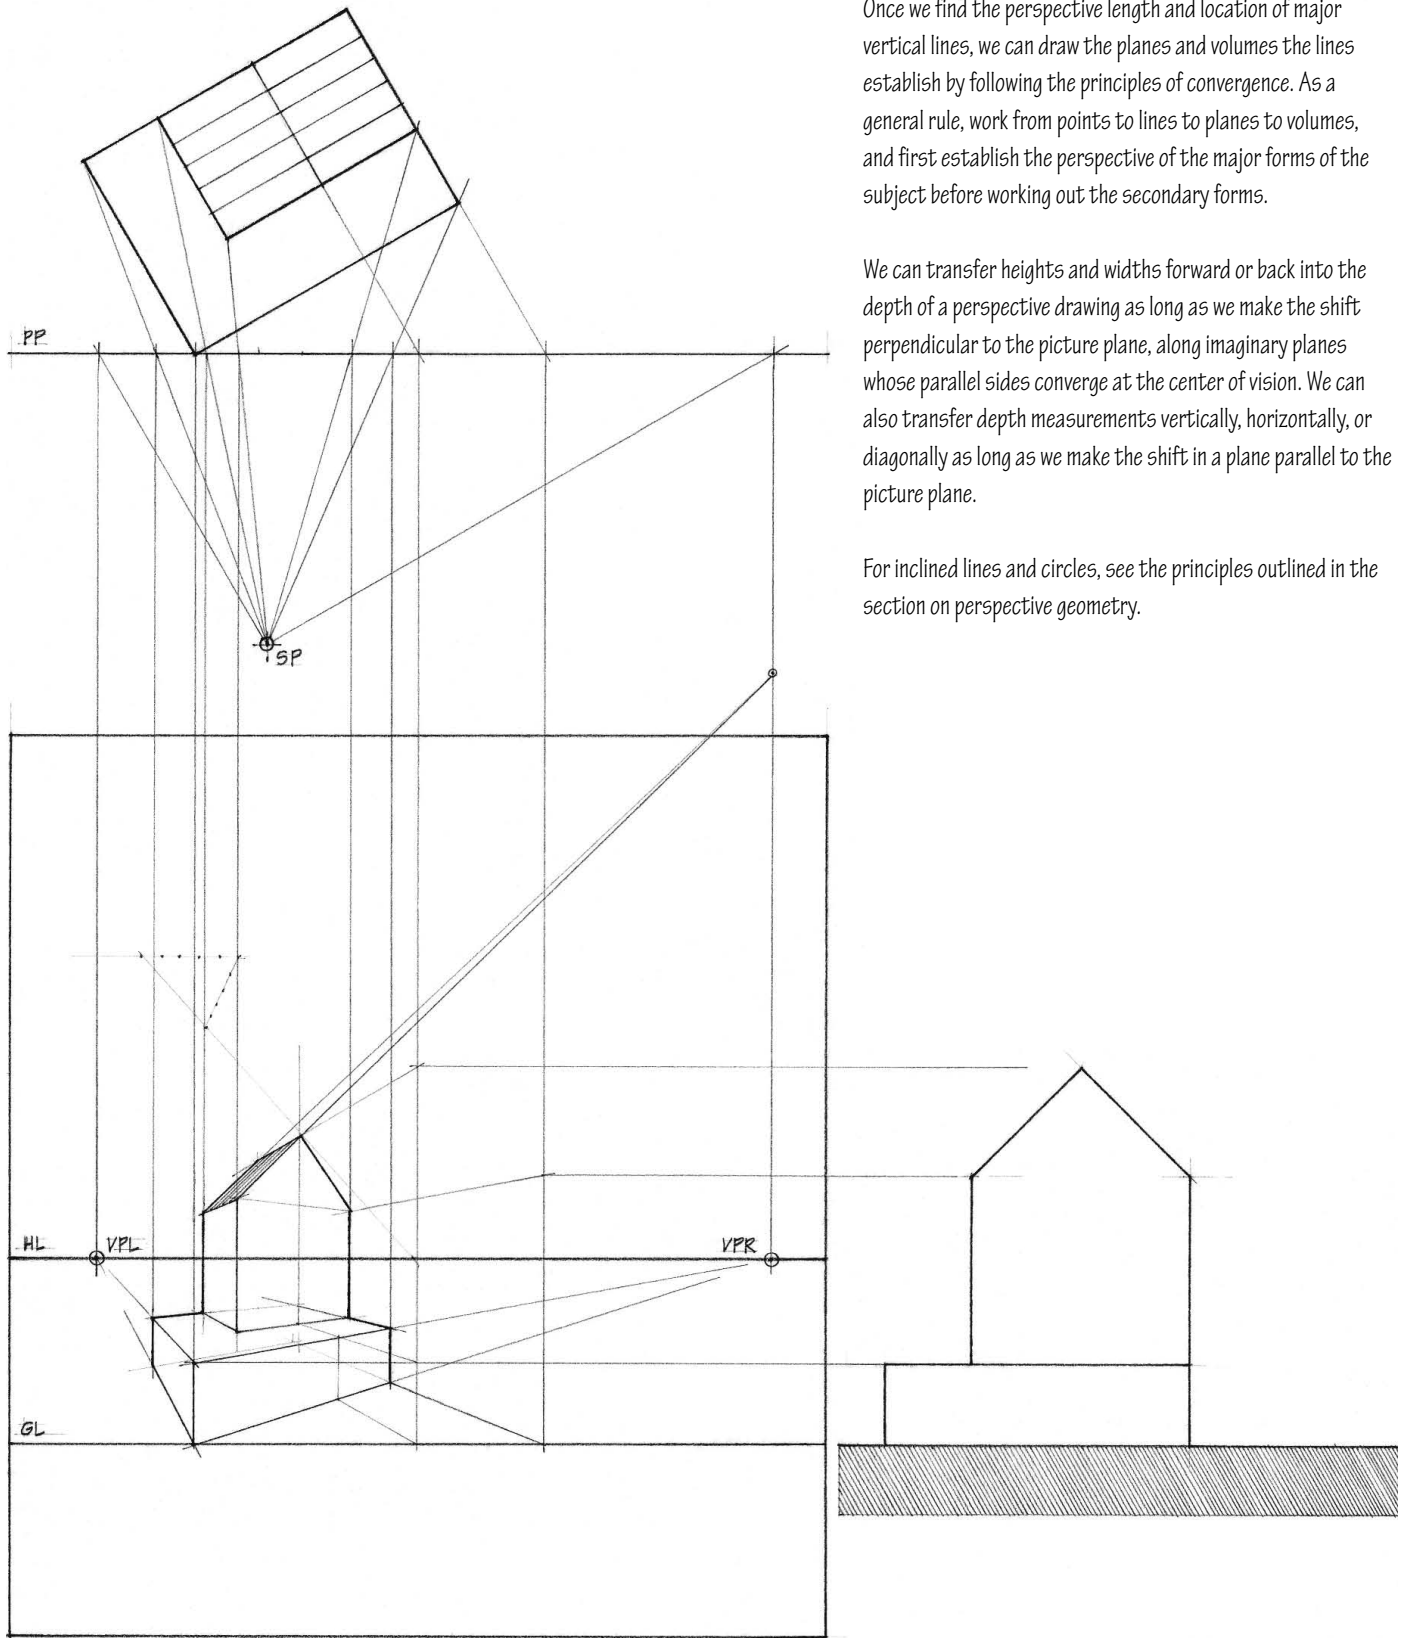 Once we find the perspective length and location of major
vertical lines, we can draw the planes and volumes the lines
establish by following the principles of convergence. As a
general rule, work from points to lines to planes to volumes,
and first establish the perspective of the major forms of the
subject before working out the secondary forms.
We can transfer heights and widths forward or back into the
depth of a perspective drawing as long as we make the shift
perpendicular to the picture plane, along imaginary planes
whose parallel sides converge at the center of vision. We can
also transfer depth measurements vertically, horizontally, or
diagonally as long as we make the shift in a plane parallel to the
picture plane.
For inclined lines and circles, see the principles outlined in the
section on perspective geometry.
PP
SP
HL
VPL
VPR
GL